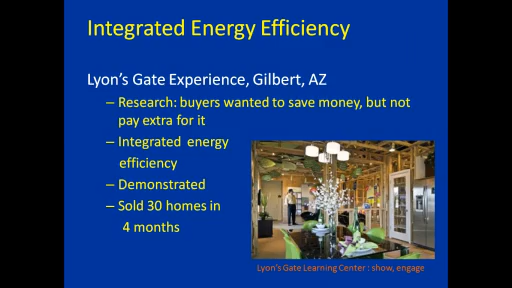 Integrated Energy Efficiency
Lyon's Gate Experience, Gilbert, AZ
– Research: buyers wanted to save money, but not
pay extra for it
– Integrated energy
efficiency
– Demonstrated
– Sold 30 homes in
4 months
Lyon's Gate Learning Center : show, engage